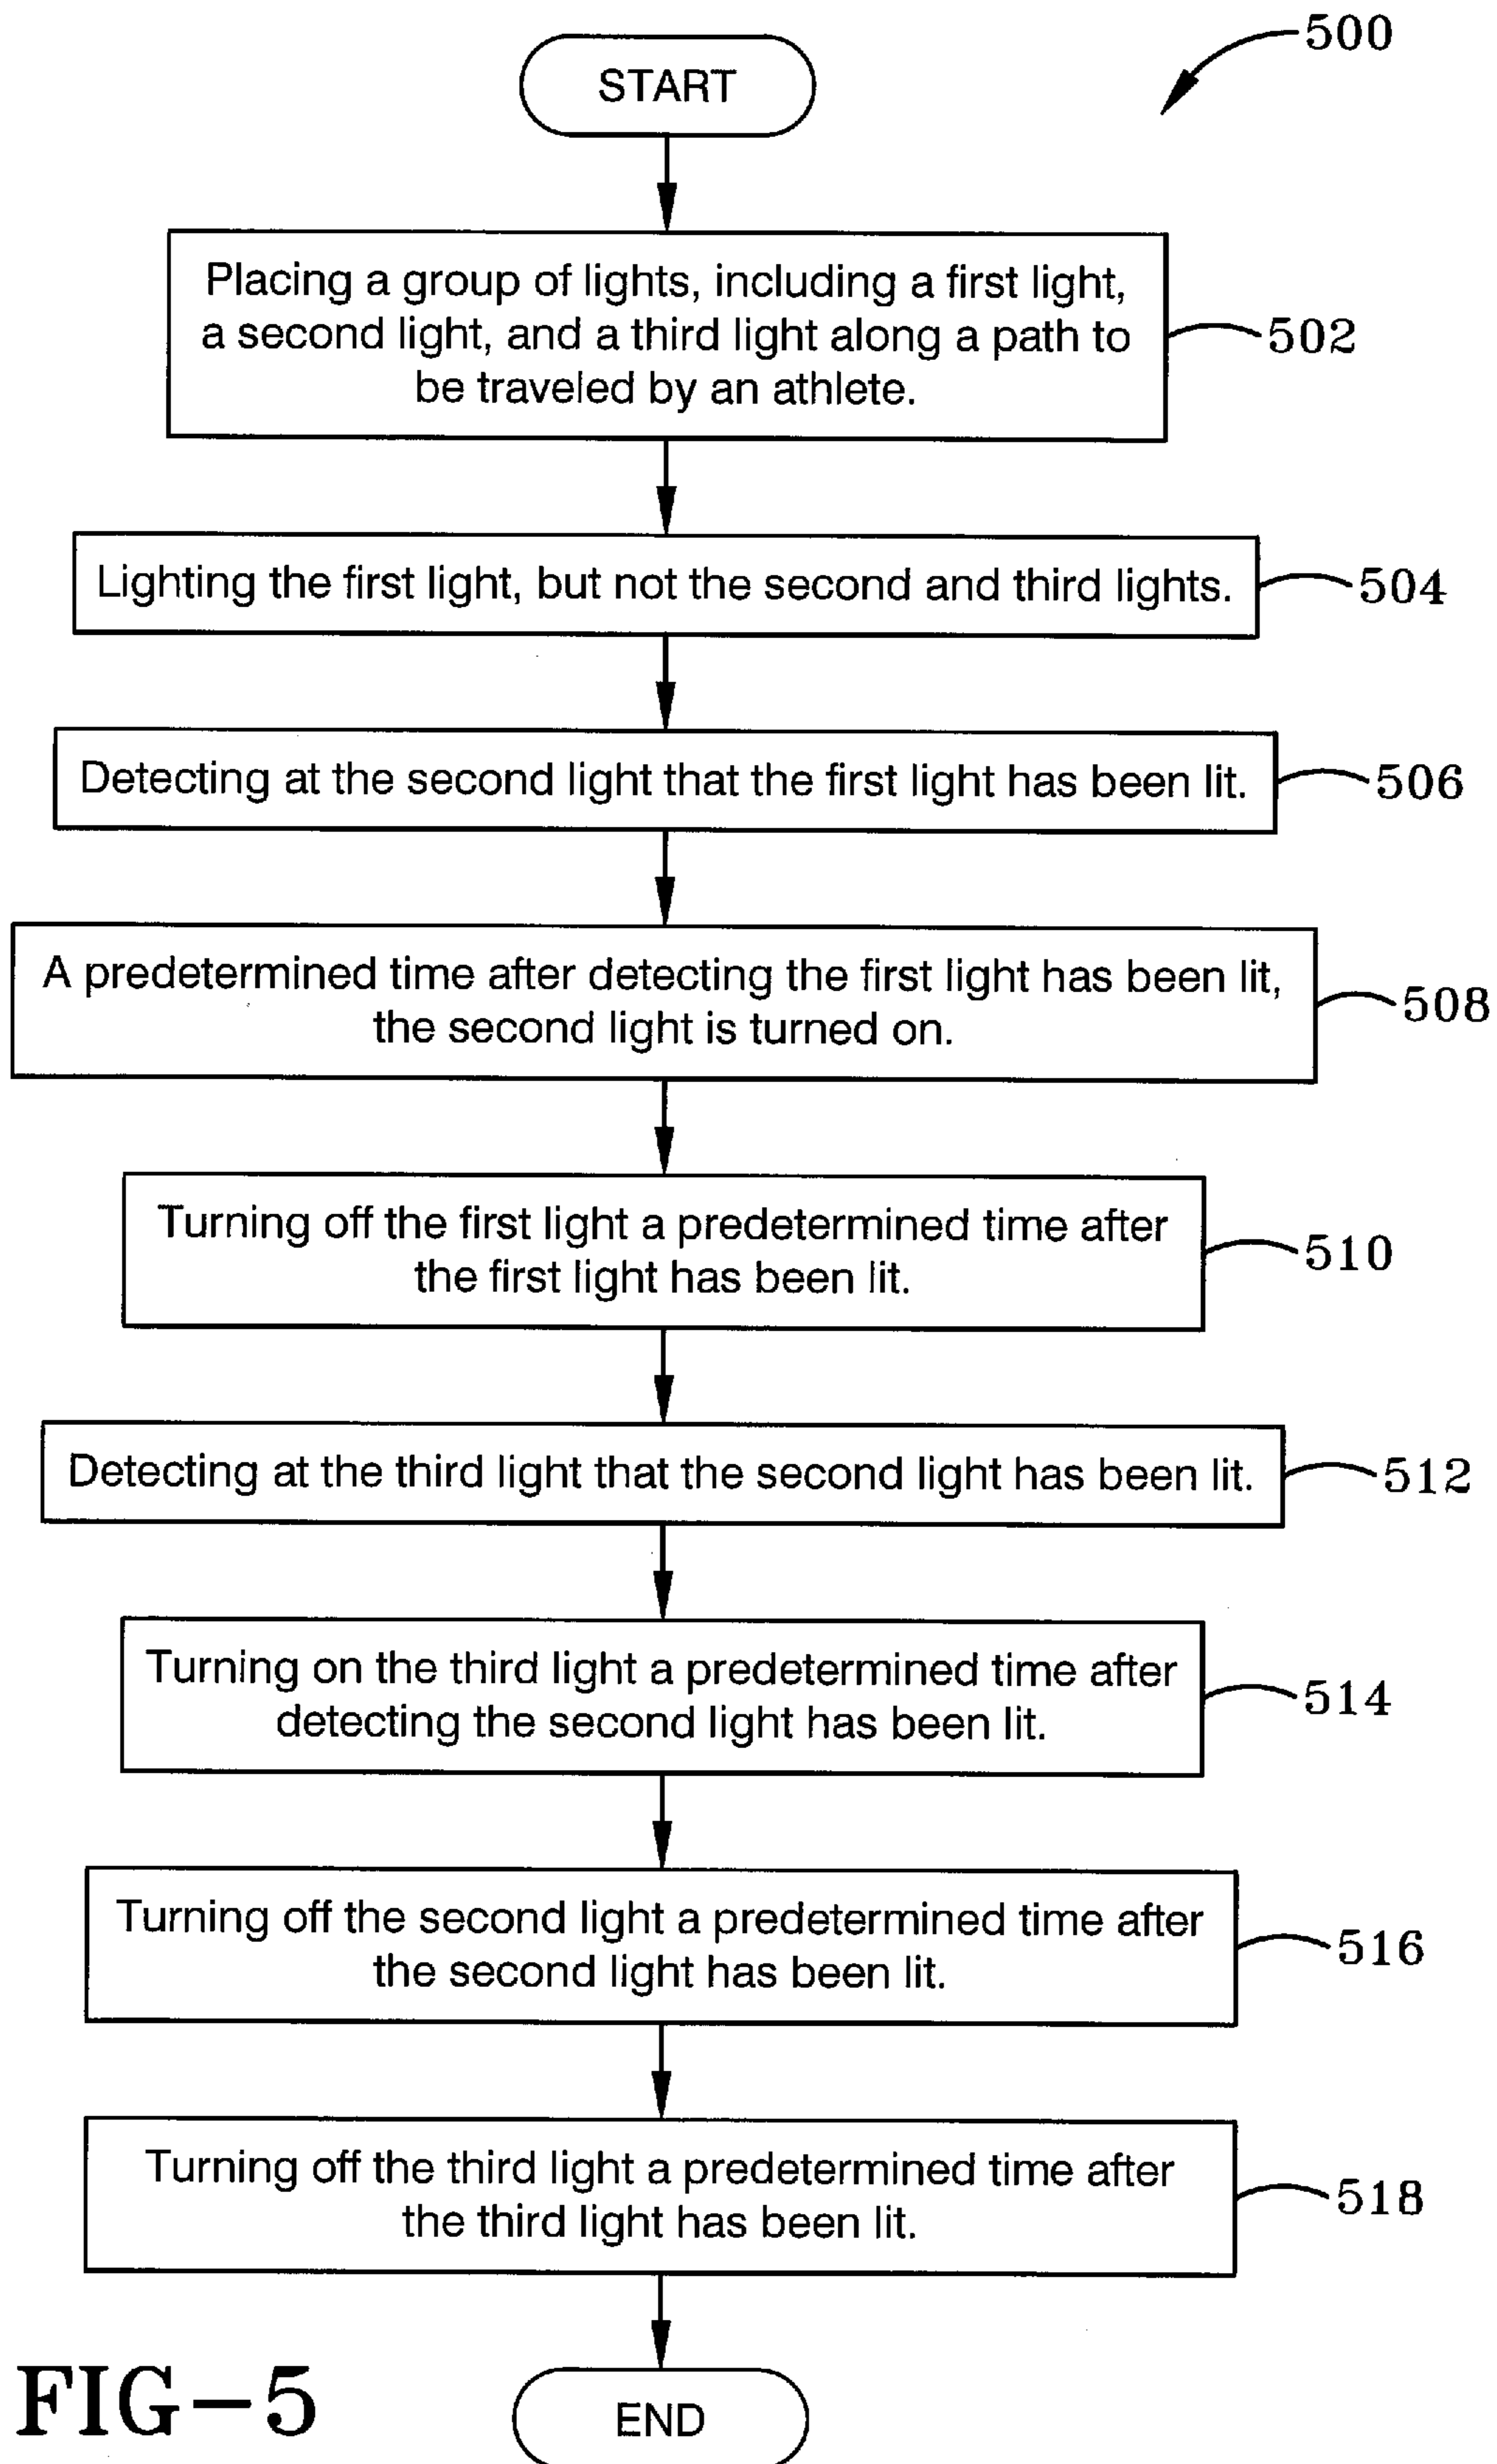 500
START
Placing a group of lights, including a first light,
a second light, and a third light along a path to
be traveled by an athlete.
502
Lighting the first light, but not the second and third lights.
504
Detecting at the second light that the first light has been lit.
506
A predetermined time after detecting the first light has been lit,
the second light is turned on.
508
Turning off the first light a predetermined time after
the first light has been lit.
510
Detecting at the third light that the second light has been lit.
512
Turning on the third light a predetermined time after
detecting the second light has been lit.
514
Turning off the second light a predetermined time after
the second light has been lit.
516
Turning off the third light a predetermined time after
the third light has been lit.
518
FIG-5
END